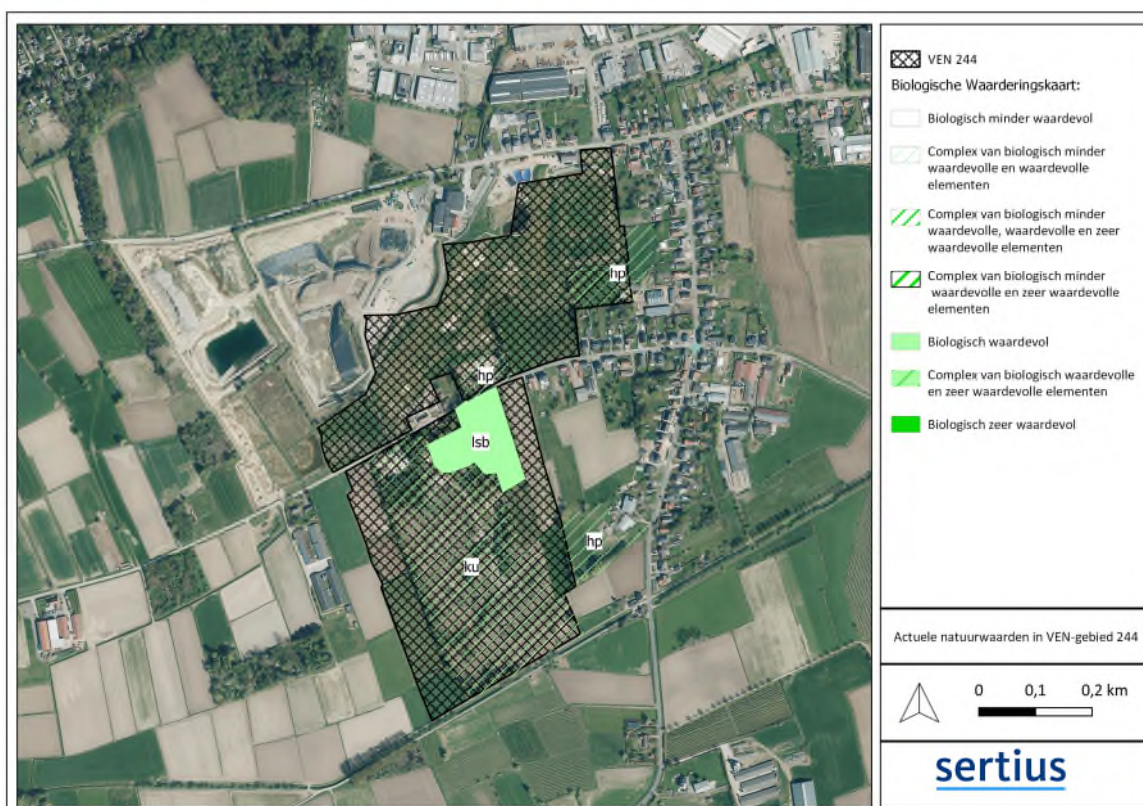 VEN 244
Biologische Waarderingskaart:
Biologisch minder waardevol
Complex van biologisch minder
waardevolle en waardevolle
elementen
Complex van biologisch minder
waardevolle, waardevolle en zeer
waardevolle elementen
Complex van biologisch minder
waardevolle en zeer waardevolle
elementen
Biologisch waardevol
Complex van biologisch waardevolle
en zeer waardevolle elementen
Biologisch zeer waardevol
hp
hp
lsb
hp
ku
Actuele natuurwaarden in VEN-gebied 244
0 0,1 0,2 km
sertius